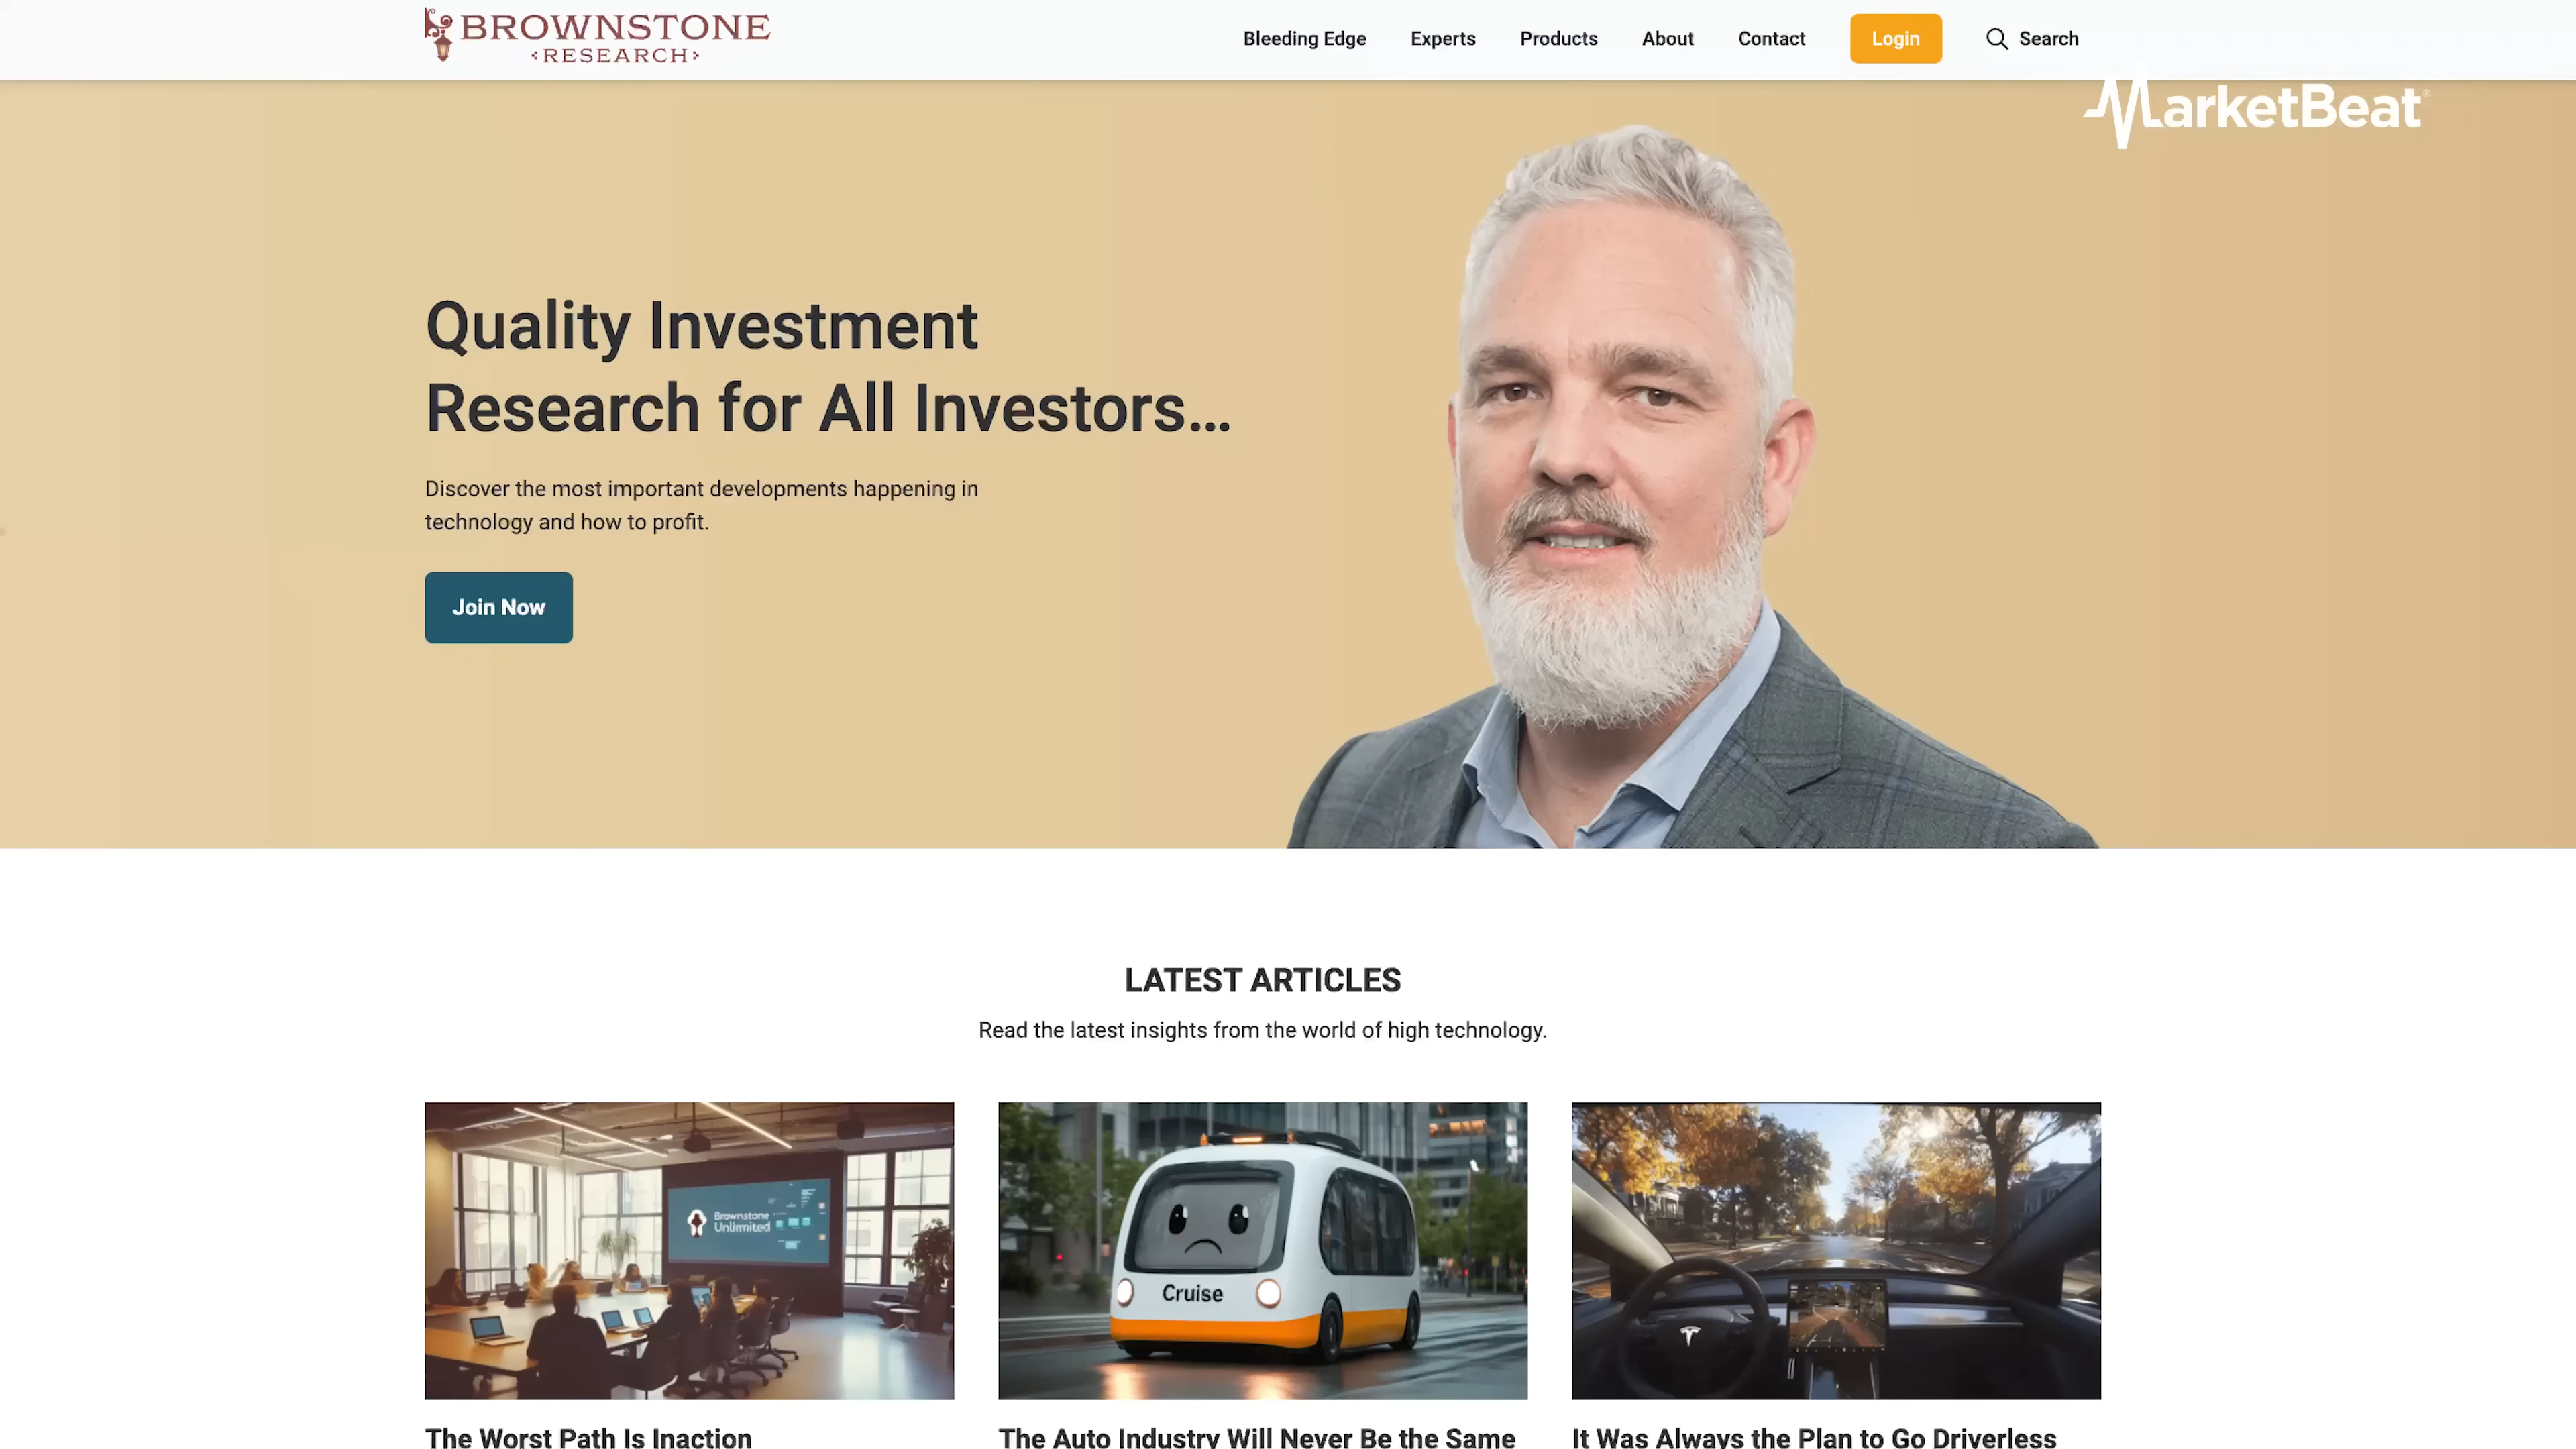 BROWNSTONE
RESEARCH
Bleeding Edge
Experts
Products
About
Contact
Login
Search
MarketBeat
Quality Investment
Research for All Investors...
Discover the most important developments happening in
technology and how to profit.
Join Now
LATEST ARTICLES
Read the latest insights from the world of high technology.
Brownstone
Unlimited
Cruise
The Worst Path Is Inaction
The Auto Industry Will Never Be the Same
It Was Always the Plan to Go Driverless